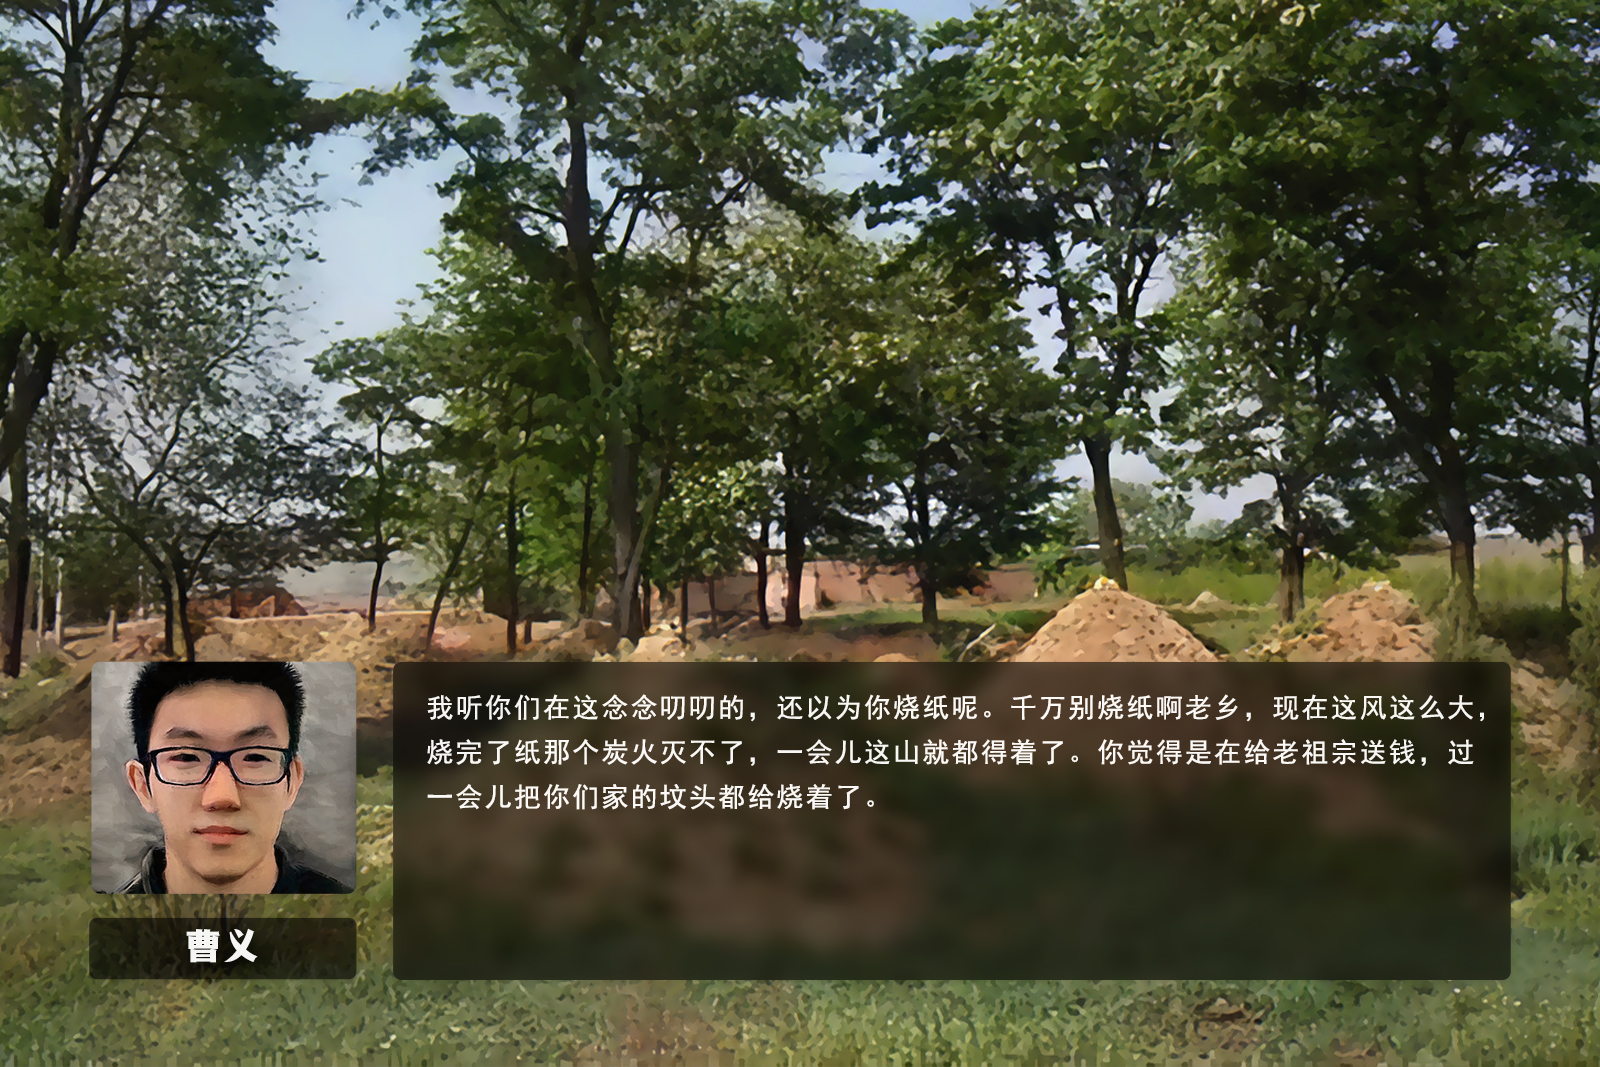 我听你们在这念念叨叨的，还以为你烧纸呢。千万别烧纸啊老乡，现在这风这么大，
烧完了纸那个炭火灭不了，一会儿这山就都得着了。你觉得是在给老祖宗送钱，过
一会儿把你们家的坟头都给烧着了。
曹义